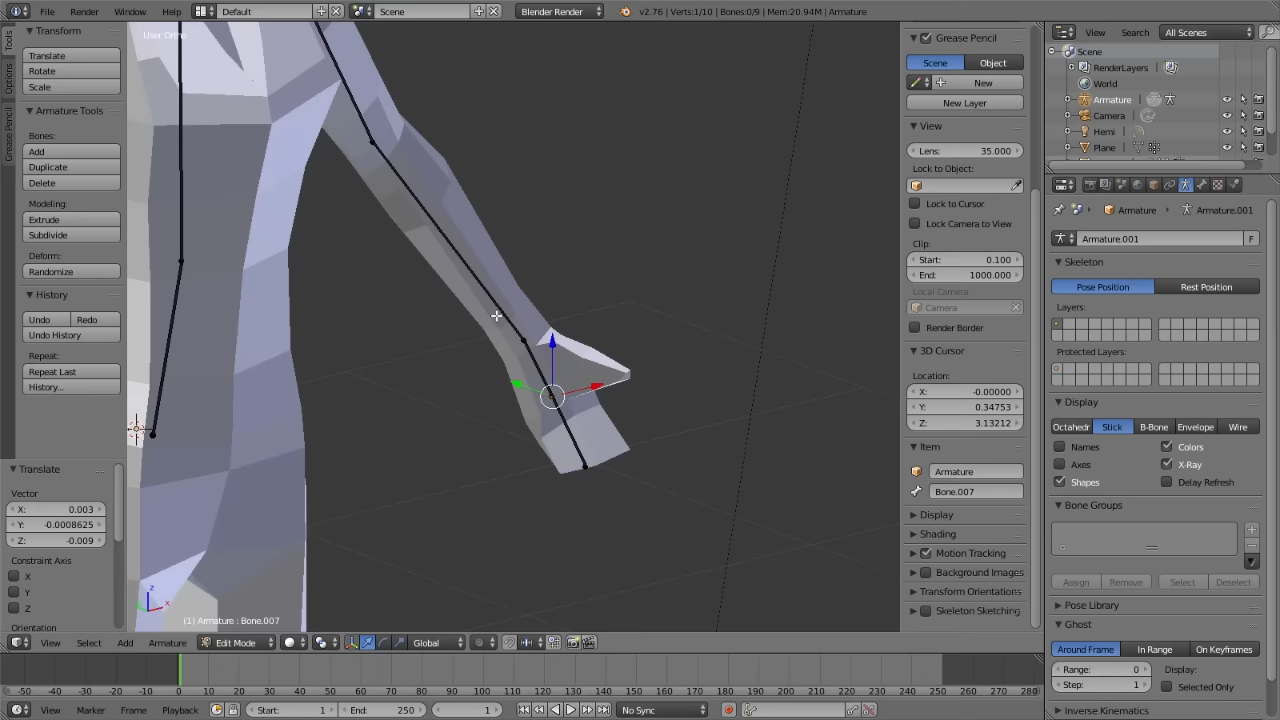 File Render Window Help Default Scene Blender Render v2.76 | Verts:1/10 | Bones:0/9 | Mem:20.94M | Armature
Tools
Options
Grease Pencil
Transform
Translate
Rotate
Scale
Armature Tools
Bones:
Add
Duplicate
Delete
Modeling:
Extrude
Subdivide
Deform:
Randomize
History
Undo Redo
Undo History
Repeat:
Repeat Last
History...
Translate
Vector
X: 0.003
Y: -0.0008625
Z: -0.009
Constraint Axis
X
Y
Z
Orientation
User Ortho
z
x
(1) Armature : Bone.007
Grease Pencil
Scene Object
New
New Layer
View
Lens: 35.000
Lock to Object:
Lock to Cursor
Lock Camera to View
Clip:
Start: 0.100
End: 1000.000
Local Camera:
Camera
Render Border
3D Cursor
Location:
X: -0.00000
Y: 0.34753
Z: 3.13212
Item
Armature
Bone.007
Display
Shading
Motion Tracking
Background Images
Transform Orientations
Skeleton Sketching
View Search All Scenes
Scene
RenderLayers
World
Armature
Camera
Hemi
Plane
Armature Armature.001
Armature.001 F
Skeleton
Pose Position Rest Position
Layers:
Protected Layers:
Display
Octahedr Stick B-Bone Envelope Wire
Names Colors
Axes X-Ray
Shapes Delay Refresh
Bone Groups
Assign Remove Select Deselect
Pose Library
Ghost
Around Frame In Range On Keyframes
Range: 0 Display:
Step: 1 Selected Only
Inverse Kinematics
View Select Add Armature Edit Mode Global
-50 -40 -30 -20 -10 0 10 20 30 40 50 60 70 80 90 100 110 120 130 140 150 160 170 180 190 200 210 220 230 240 250 260 270 280
View Marker Frame Playback Start: 1 End: 250 1 No Sync